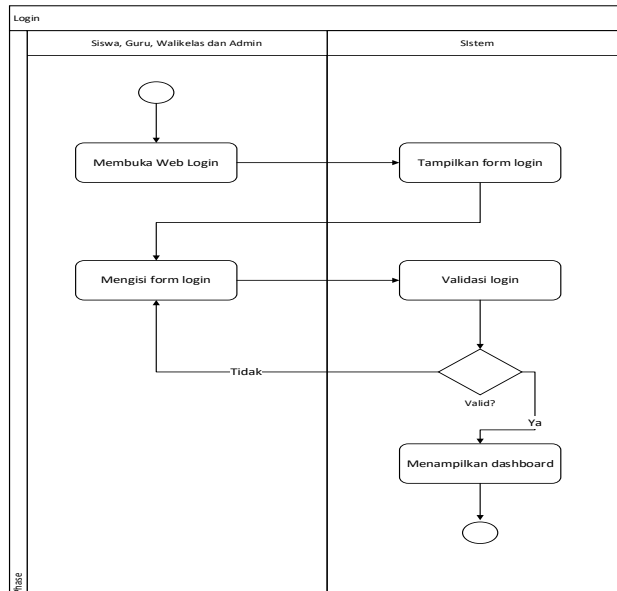 Login
Siswa, Guru, Walikelas dan Admin
SIstem
Membuka Web Login
Tampilkan form login
Mengisi form login
Validasi login
Tidak
Valid?
Ya
Menampilkan dashboard
Phase